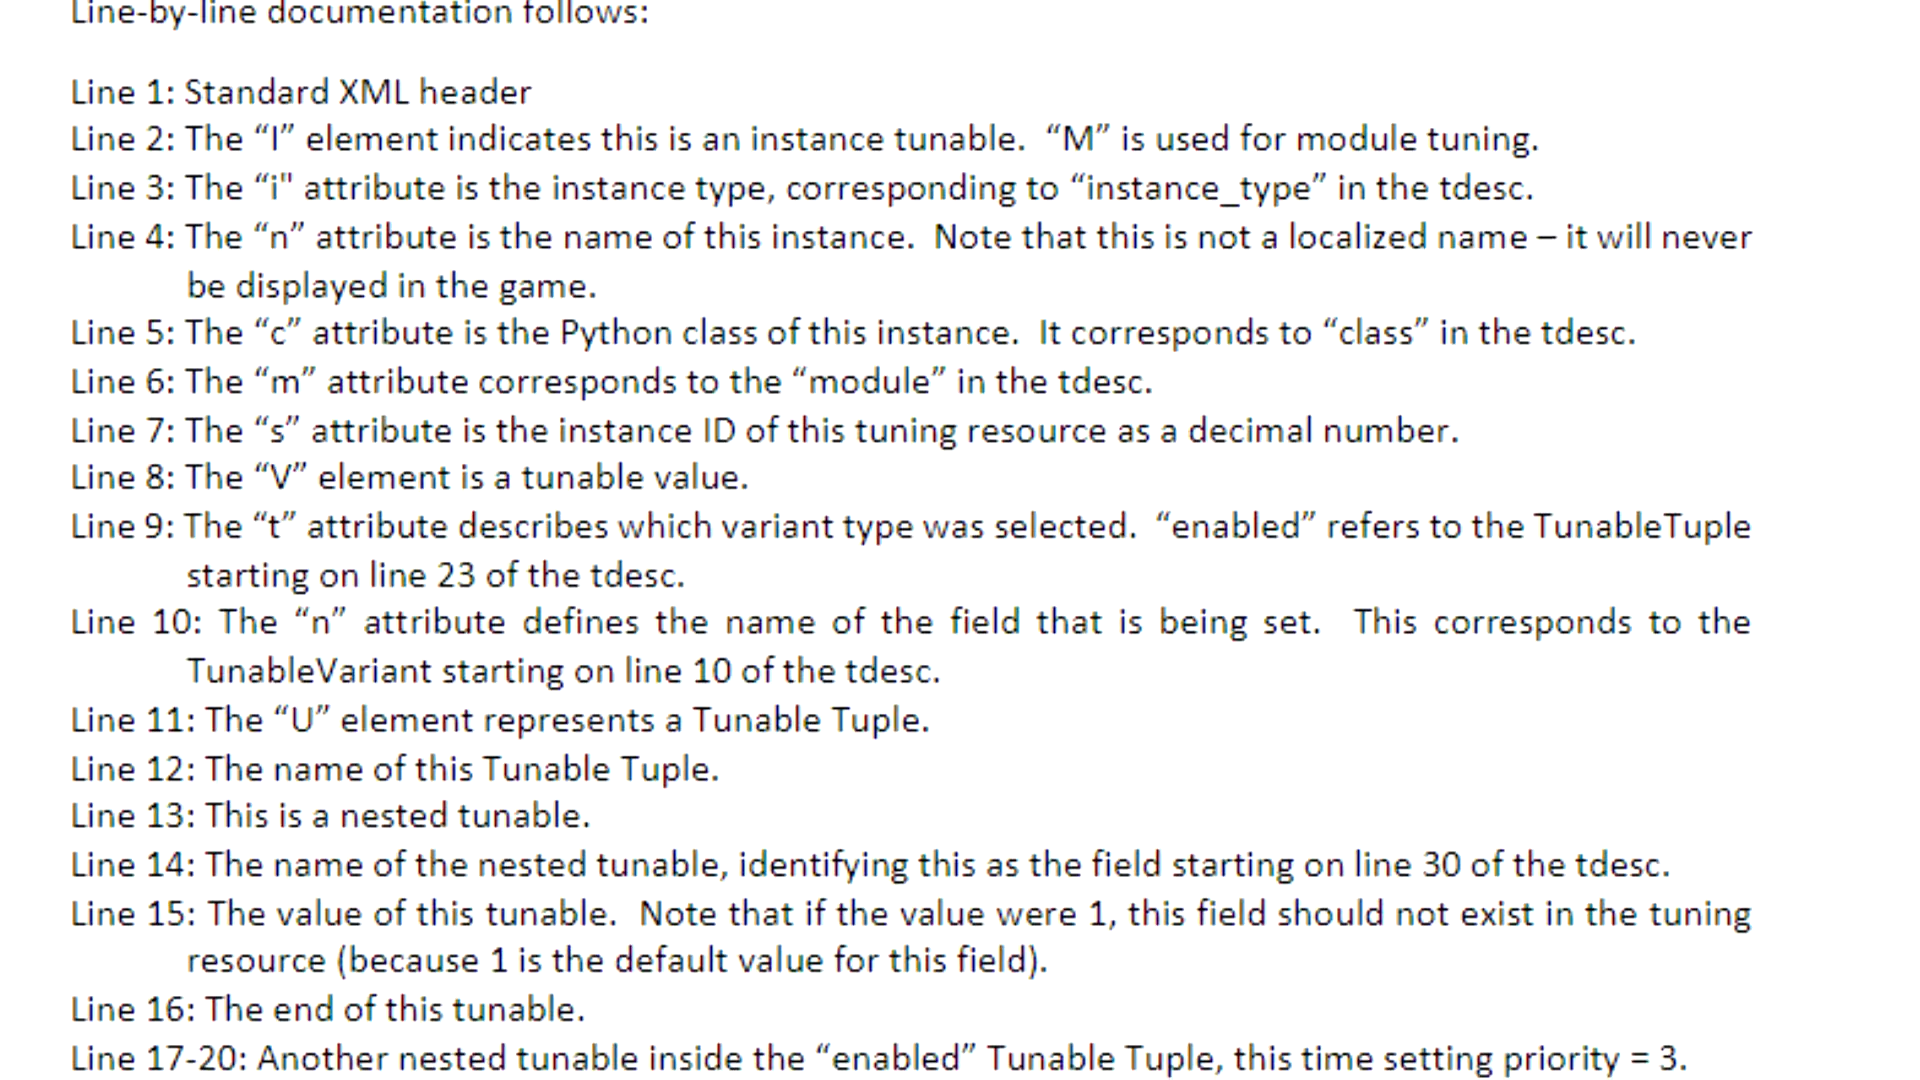 Line-by-line documentation follows:
Line 1: Standard XML header
Line 2: The “I” element indicates this is an instance tunable.  “M” is used for module tuning.
Line 3: The “i" attribute is the instance type, corresponding to “instance_type” in the tdesc.
Line 4: The “n” attribute is the name of this instance.  Note that this is not a localized name – it will never
be displayed in the game.
Line 5: The “c” attribute is the Python class of this instance.  It corresponds to “class” in the tdesc.
Line 6: The “m” attribute corresponds to the “module” in the tdesc.
Line 7: The “s” attribute is the instance ID of this tuning resource as a decimal number.
Line 8: The “V” element is a tunable value.
Line 9: The “t” attribute describes which variant type was selected.  “enabled” refers to the TunableTuple
starting on line 23 of the tdesc.
Line 10: The “n” attribute defines the name of the field that is being set.  This corresponds to the
TunableVariant starting on line 10 of the tdesc.
Line 11: The “U” element represents a Tunable Tuple.
Line 12: The name of this Tunable Tuple.
Line 13: This is a nested tunable.
Line 14: The name of the nested tunable, identifying this as the field starting on line 30 of the tdesc.
Line 15: The value of this tunable.  Note that if the value were 1, this field should not exist in the tuning
resource (because 1 is the default value for this field).
Line 16: The end of this tunable.
Line 17-20: Another nested tunable inside the “enabled” Tunable Tuple, this time setting priority = 3.